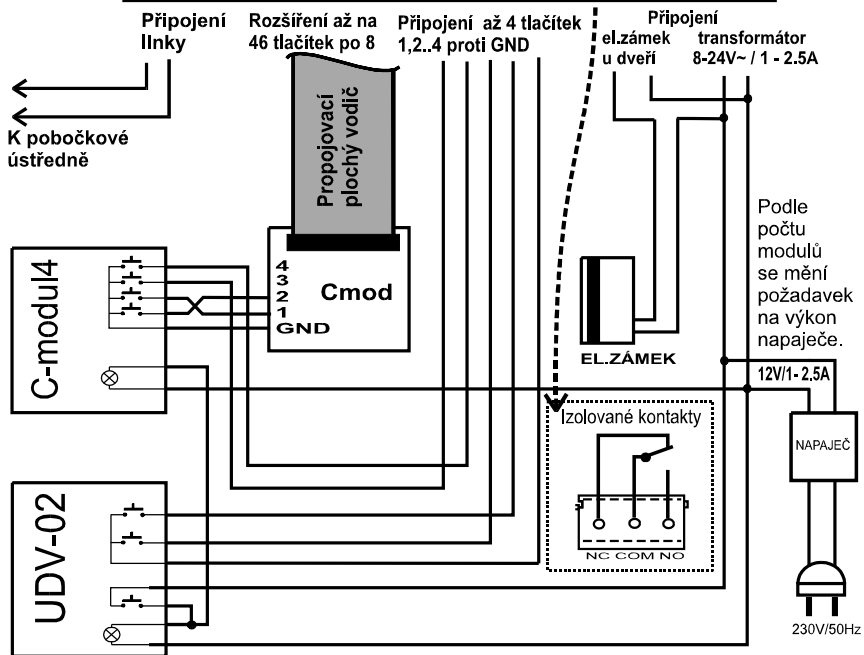 Připojení
linky
Rozšíření až na
46 tlačítek po 8
Připojení až 4 tlačítek
1,2..4 proti GND
Připojení
el.zámek
u dveří
transformátor
8-24V~ / 1 - 2.5A
K pobočkové
ústředně
Propojovací
plochý vodič
C-modul4
4
3
2
1
GND
Cmod
EL.ZÁMEK
Podle
počtu
modulů
se mění
požadavek
na výkon
napaječe.
12V/1- 2.5A
Izolované kontakty
NC COM NO
NAPAJEČ
230V/50Hz
UDV-02